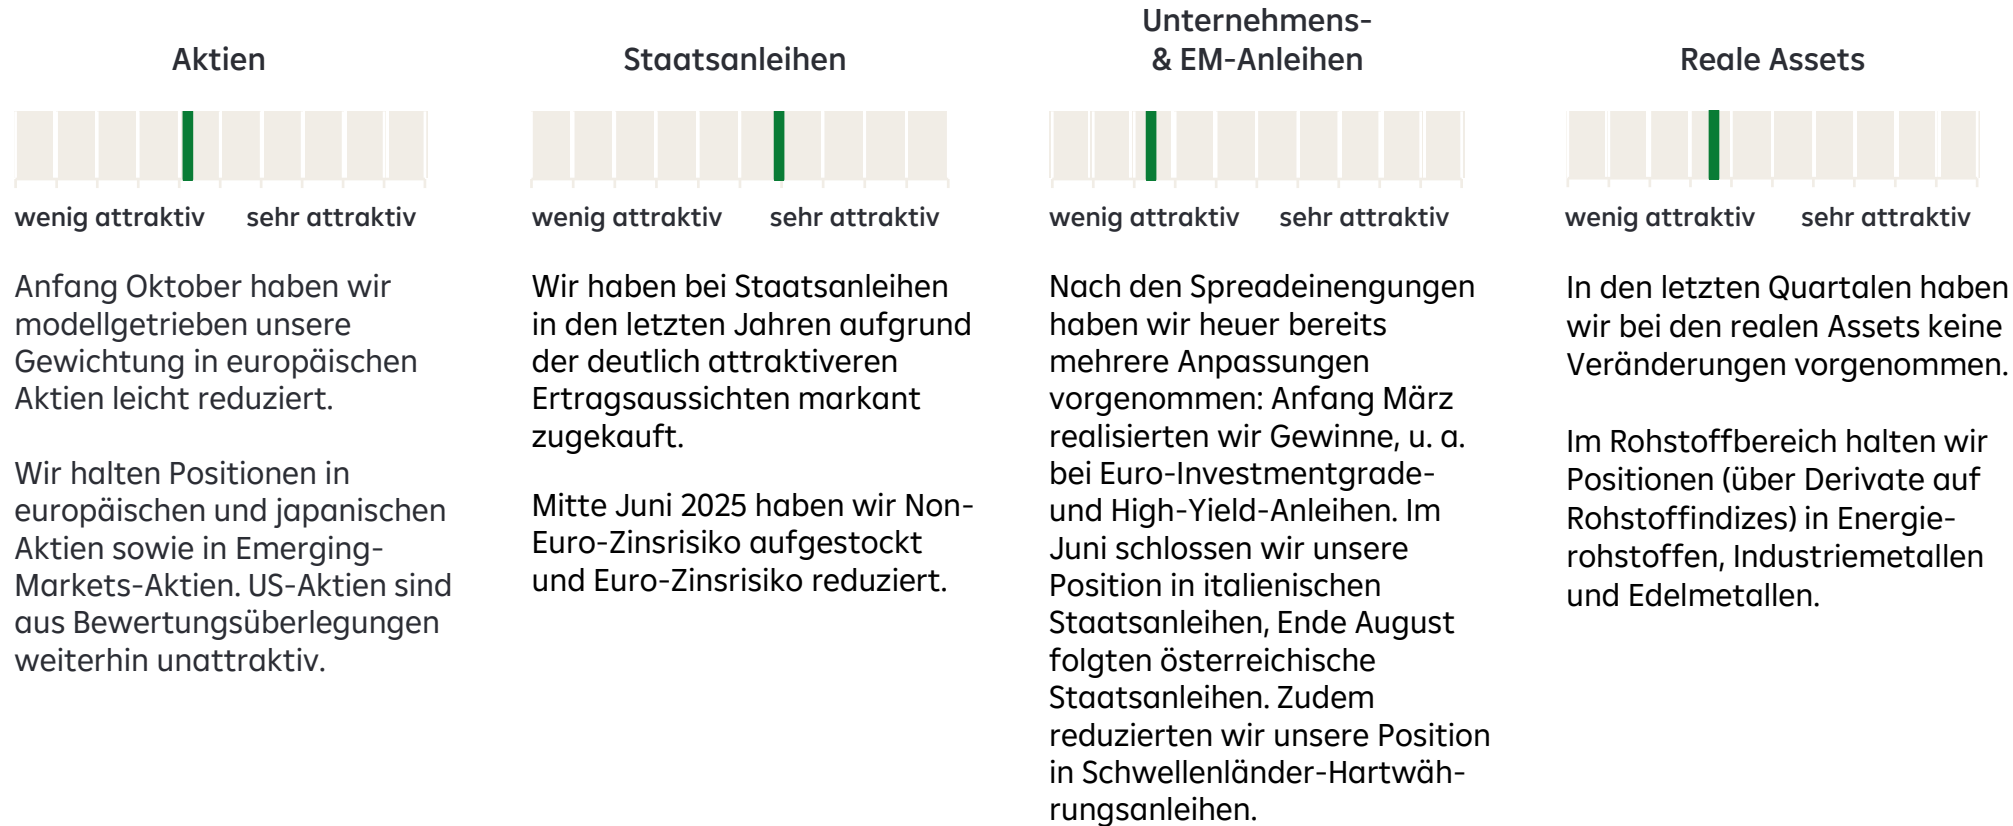 Aktien
wenig attraktiv sehr attraktiv
Anfang Oktober haben wir
modellgetrieben unsere
Gewichtung in europäischen
Aktien leicht reduziert.
Wir halten Positionen in
europäischen und japanischen
Aktien sowie in Emerging-
Markets-Aktien. US-Aktien sind
aus Bewertungsüberlegungen
weiterhin unattraktiv.
Staatsanleihen
wenig attraktiv sehr attraktiv
Wir haben bei Staatsanleihen
in den letzten Jahren aufgrund
der deutlich attraktiveren
Ertragsaussichten markant
zugekauft.
Mitte Juni 2025 haben wir Non-
Euro-Zinsrisiko aufgestockt
und Euro-Zinsrisiko reduziert.
Unternehmens-
& EM-Anleihen
wenig attraktiv sehr attraktiv
Nach den Spreadeinengungen
haben wir heuer bereits
mehrere Anpassungen
vorgenommen: Anfang März
realisierten wir Gewinne, u. a.
bei Euro-Investmentgrade-
und High-Yield-Anleihen. Im
Juni schlossen wir unsere
Position in italienischen
Staatsanleihen, Ende August
folgten österreichische
Staatsanleihen. Zudem
reduzierten wir unsere Position
in Schwellenländer-Hartwäh-
rungsanleihen.
Reale Assets
wenig attraktiv sehr attraktiv
In den letzten Quartalen haben
wir bei den realen Assets keine
Veränderungen vorgenommen.
Im Rohstoffbereich halten wir
Positionen (über Derivate auf
Rohstoffindizes) in Energie-
rohstoffen, Industriemetallen
und Edelmetallen.